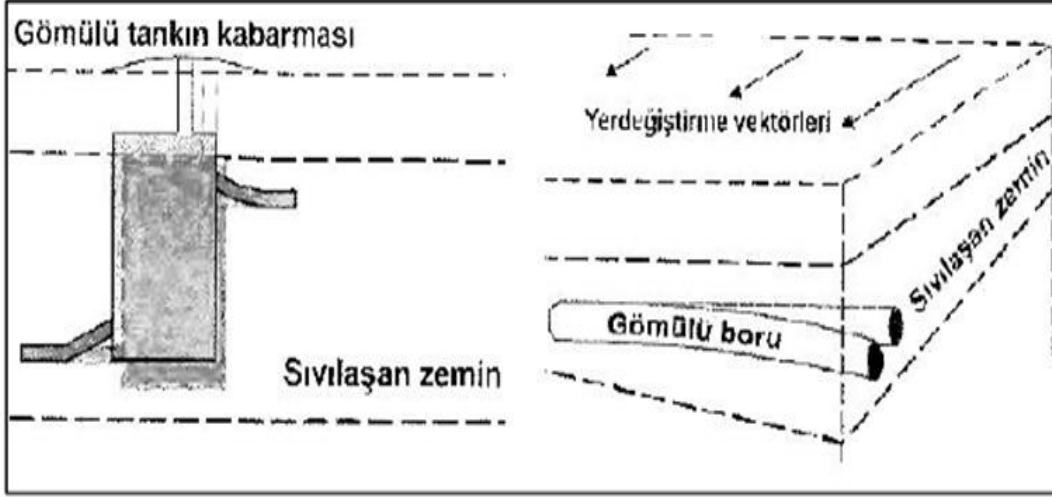 Gömülü tankın kabarması
Sıvılaşan zemin
Yerdeğiştirme vektörleri
Gömülü boru
Sıvılaşan zemin